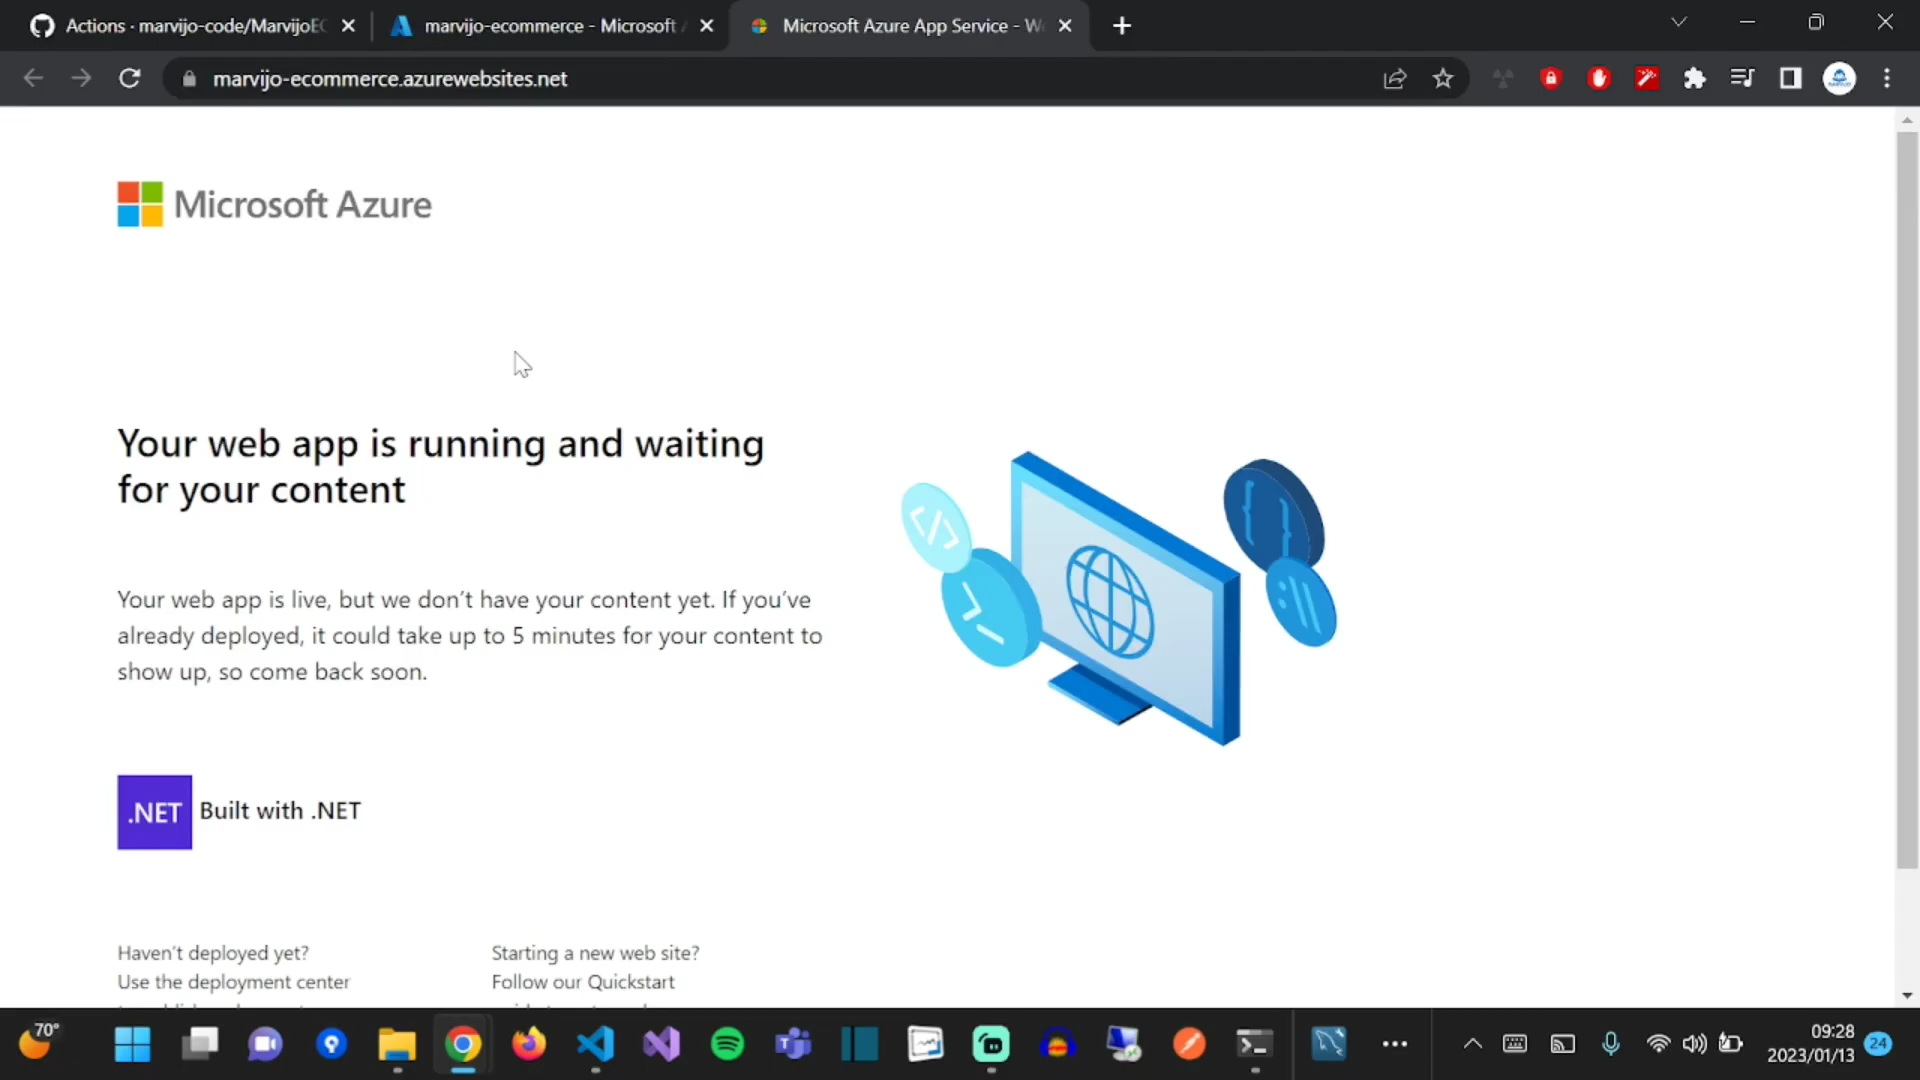 Actions · marvijo-code/MarvijoEC
marvijo-ecommerce - Microsoft
Microsoft Azure App Service - W
marvijo-ecommerce.azurewebsites.net
Microsoft Azure
Your web app is running and waiting
for your content
Your web app is live, but we don’t have your content yet. If you’ve
already deployed, it could take up to 5 minutes for your content to
show up, so come back soon.
.NET Built with .NET
Haven’t deployed yet?
Use the deployment center
Starting a new web site?
Follow our Quickstart
70°
09:28
2023/01/13
24